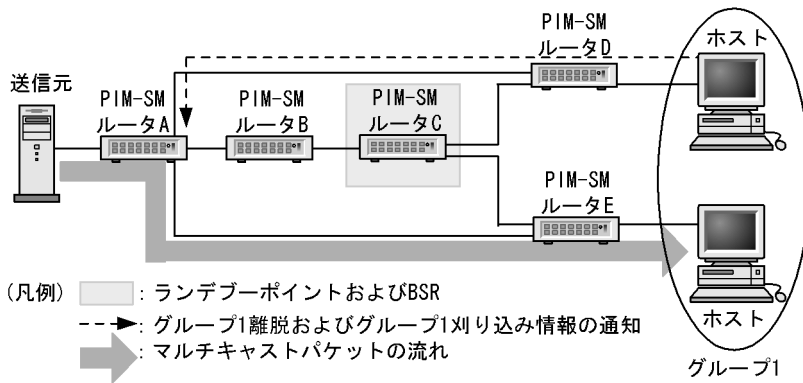 送信元
PIM-SM
ルータA
PIM-SM
ルータB
PIM-SM
ルータC
PIM-SM
ルータD
PIM-SM
ルータE
ホスト
ホスト
グループ1
(凡例)
: ランデブーポイントおよびBSR
: グループ1離脱およびグループ1刈り込み情報の通知
: マルチキャストパケットの流れ